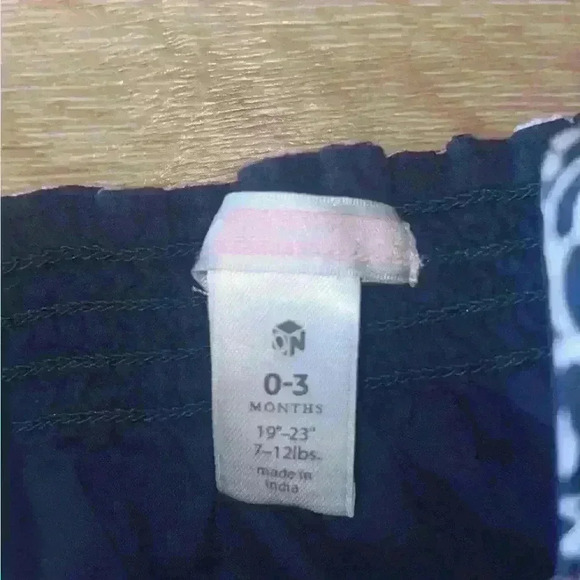 ON
0-3
MONTHS
19"-23"
7-12lbs.
made in
india